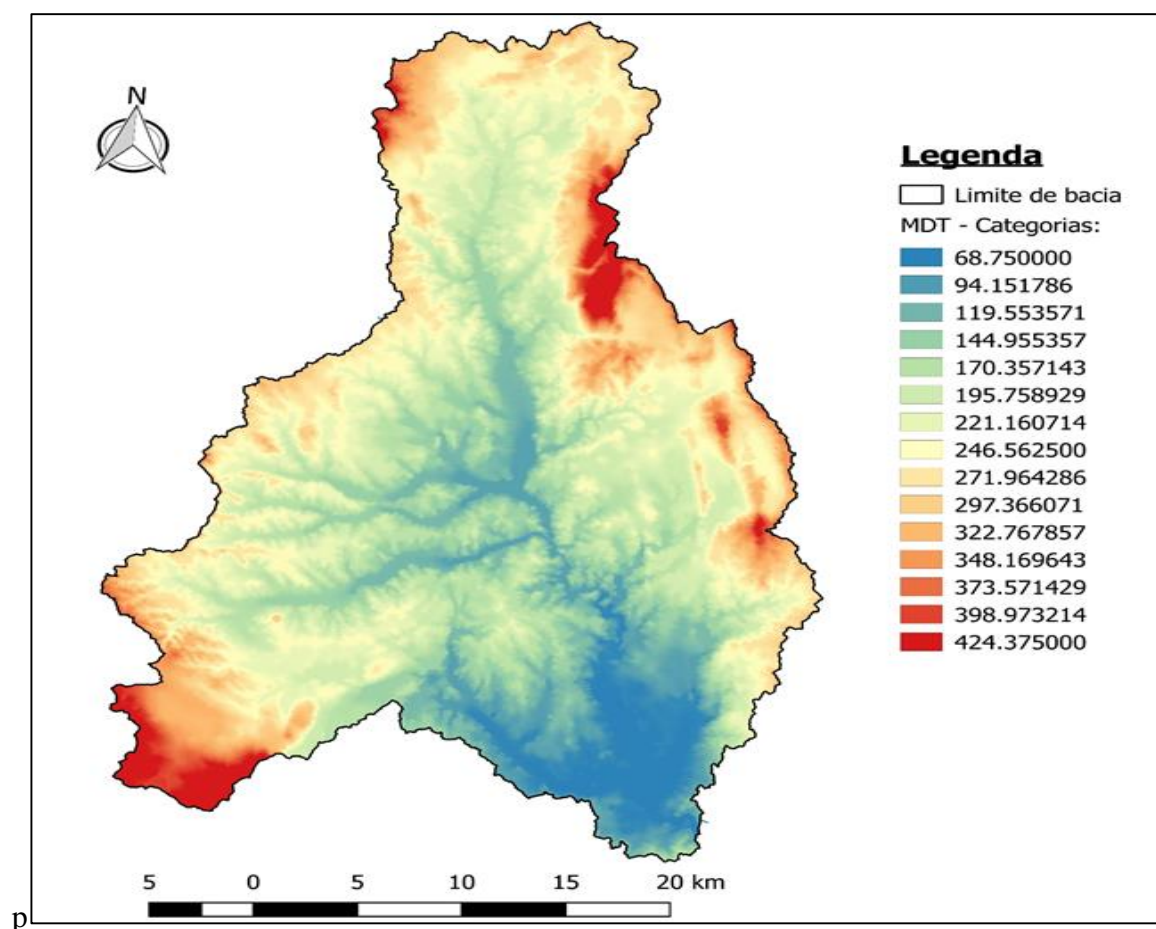 N
Legenda
Limite de bacia
MDT - Categorias:
68.750000
94.151786
119.553571
144.955357
170.357143
195.758929
221.160714
246.562500
271.964286
297.366071
322.767857
348.169643
373.571429
398.973214
424.375000
5 0 5 10 15 20 km
p